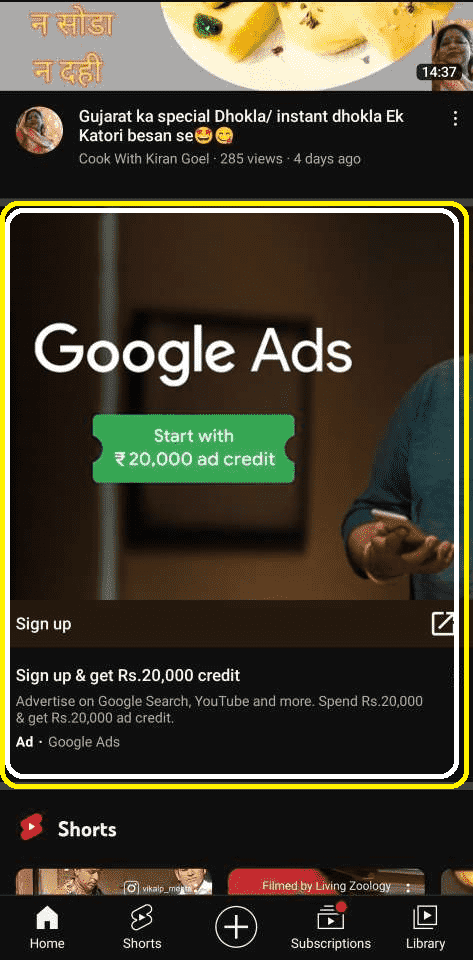 न सोडा
न दही
14:37
Gujarat ka special Dhokla/ instant dhokla Ek
Katori besan se🤩😋
Cook With Kiran Goel · 285 views · 4 days ago
Google Ads
Start with
₹20,000 ad credit
Sign up
Sign up & get Rs.20,000 credit
Advertise on Google Search, YouTube and more. Spend Rs.20,000
& get Rs.20,000 ad credit.
Ad · Google Ads
Shorts
vikalp_mehta
Filmed by Living Zoology
Home
Shorts
Subscriptions
Library